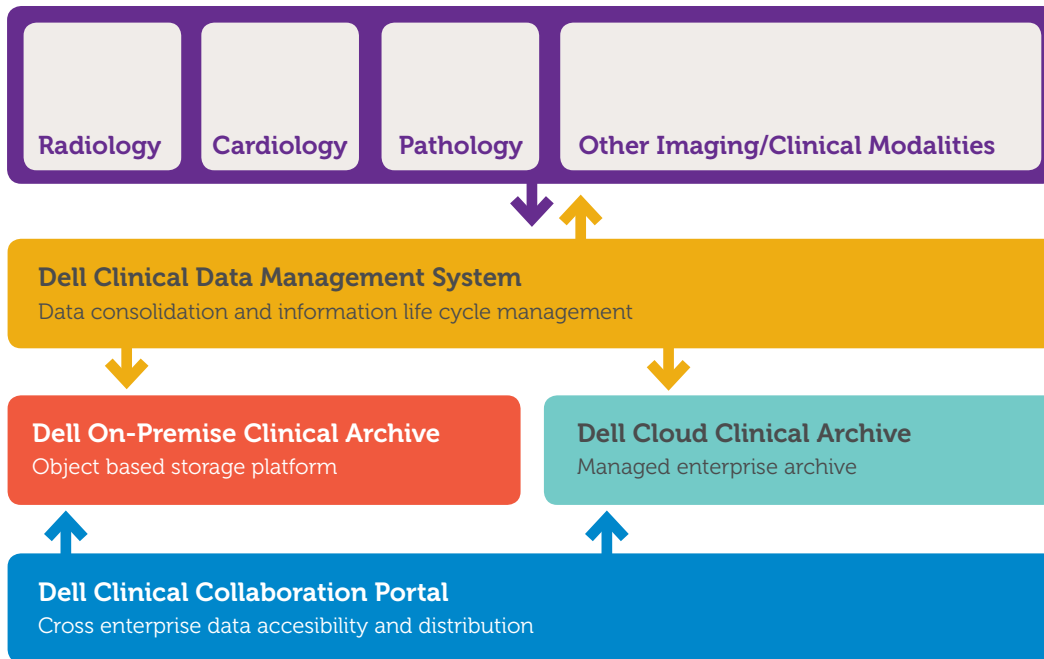 Radiology
Cardiology
Pathology
Other Imaging/Clinical Modalities
Dell Clinical Data Management System
Data consolidation and information life cycle management
Dell On-Premise Clinical Archive
Object based storage platform
Dell Cloud Clinical Archive
Managed enterprise archive
Dell Clinical Collaboration Portal
Cross enterprise data accesibility and distribution